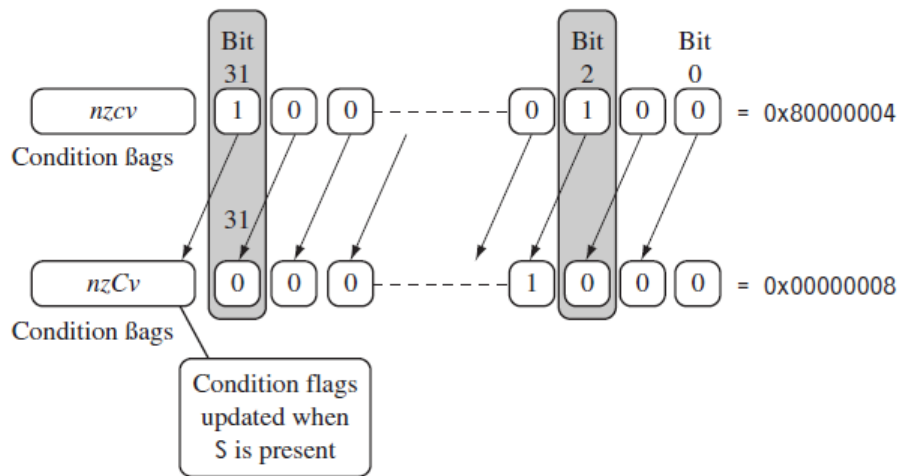 Bit Bit Bit
31 2 0
nzcv 1 0 0 0 1 0 0 = 0x80000004
Condition ßags
31
nzCv 0 0 0 1 0 0 0 = 0x00000008
Condition ßags
Condition flags
updated when
S is present